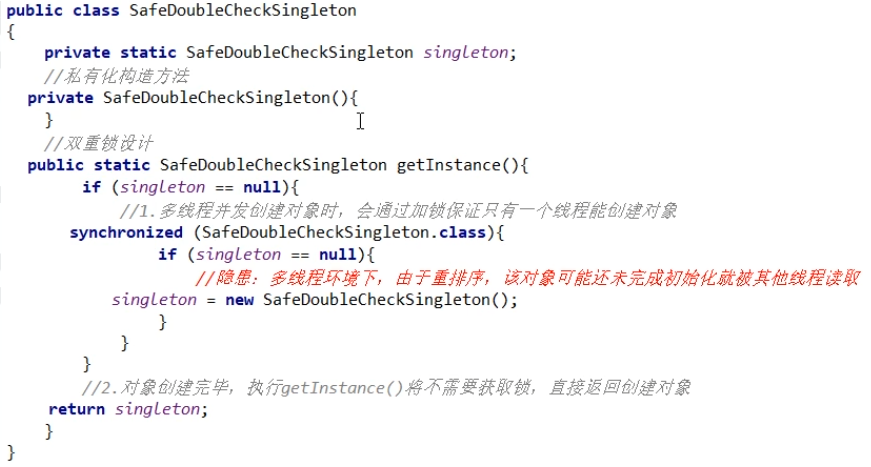 public class SafeDoubleCheckSingleton
{
private static SafeDoubleCheckSingleton singleton;
//私有化构造方法
private SafeDoubleCheckSingleton(){
}
//双重锁设计
public static SafeDoubleCheckSingleton getInstance(){
if (singleton == null){
//1.多线程并发创建对象时，会通过加锁保证只有一个线程能创建对象
synchronized (SafeDoubleCheckSingleton.class){
if (singleton == null){
//隐患：多线程环境下，由于重排序，该对象可能还未完成初始化就被其他线程读取
singleton = new SafeDoubleCheckSingleton();
}
}
}
//2.对象创建完毕，执行getInstance()将不需要获取锁，直接返回创建对象
return singleton;
}
}